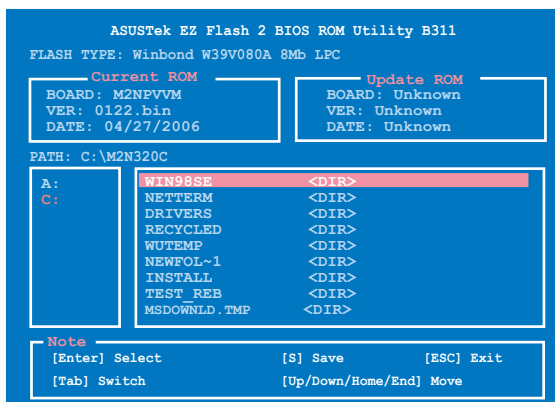 ASUSTek EZ Flash 2 BIOS ROM Utility B311
FLASH TYPE: Winbond W39V080A 8Mb LPC
Current ROM
BOARD: M2NPVVM
VER: 0122.bin
DATE: 04/27/2006
Update ROM
BOARD: Unknown
VER: Unknown
DATE: Unknown
PATH: C:\M2N320C
A:
C:
WIN98SE <DIR>
NETTERM <DIR>
DRIVERS <DIR>
RECYCLED <DIR>
WUTEMP <DIR>
NEWFOL~1 <DIR>
INSTALL <DIR>
TEST_REB <DIR>
MSDOWNLD.TMP <DIR>
Note
[Enter] Select [S] Save [ESC] Exit
[Tab] Switch [Up/Down/Home/End] Move